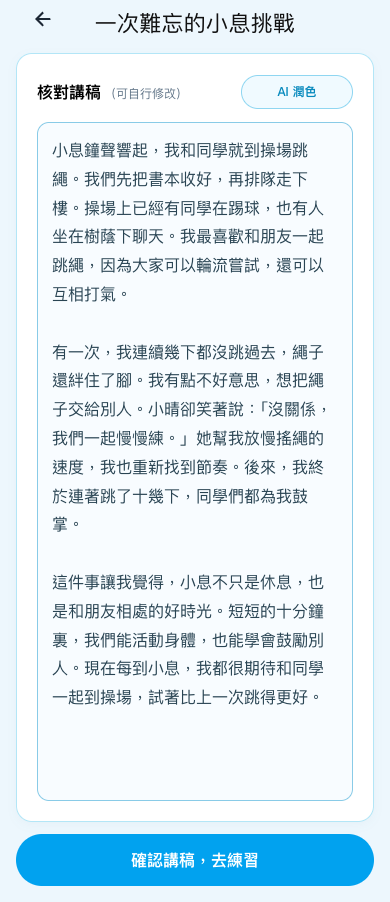 一次難忘的小息挑戰
核對講稿 (可自行修改)
AI 潤色
小息鐘聲響起，我和同學就到操場跳
繩。我們先把書本收好，再排隊走下
樓。操場上已經有同學在踢球，也有人
坐在樹蔭下聊天。我最喜歡和朋友一起
跳繩，因為大家可以輪流嘗試，還可以
互相打氣。
有一次，我連續幾下都沒跳過去，繩子
還絆住了腳。我有點不好意思，想把繩
子交給別人。小晴卻笑著說：「沒關係，
我們一起慢慢練。」她幫我放慢搖繩的
速度，我也重新找到節奏。後來，我終
於連著跳了十幾下，同學們都為我鼓
掌。
這件事讓我覺得，小息不只是休息，也
是和朋友相處的好時光。短短的十分鐘
裏，我們能活動身體，也能學會鼓勵別
人。現在每到小息，我都很期待和同學
一起到操場，試著比上一次跳得更好。
確認講稿，去練習